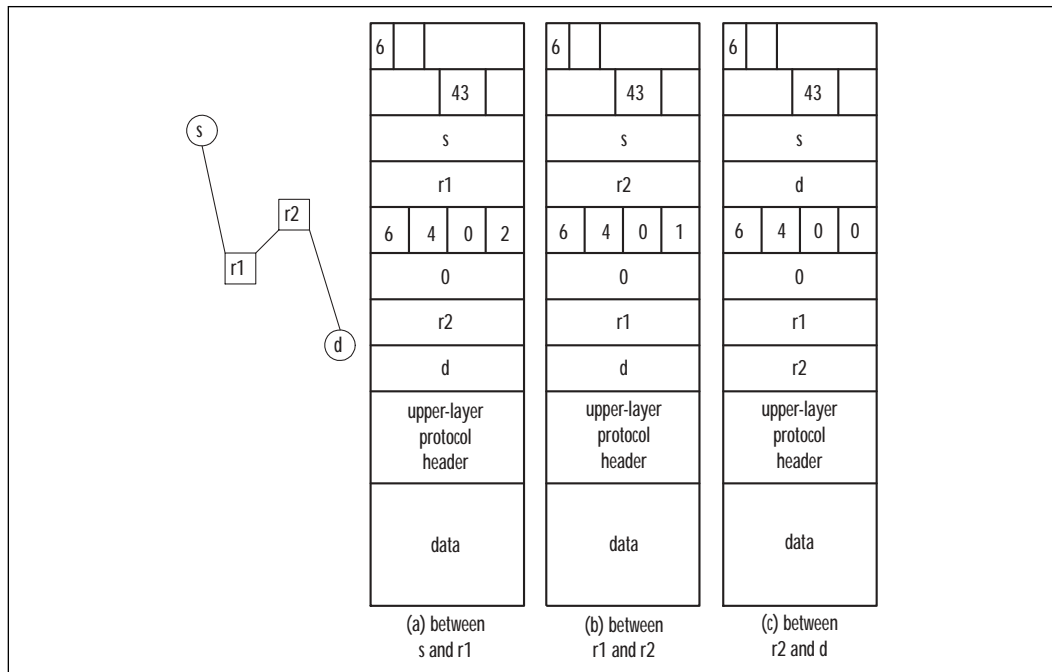 s
r2
r1
d
6
43
s
r1
6 4 0 2
0
r2
d
upper-layer
protocol
header
data
(a) between
s and r1
6
43
s
r2
6 4 0 1
0
r1
d
upper-layer
protocol
header
data
(b) between
r1 and r2
6
43
s
d
6 4 0 0
0
r1
r2
upper-layer
protocol
header
data
(c) between
r2 and d